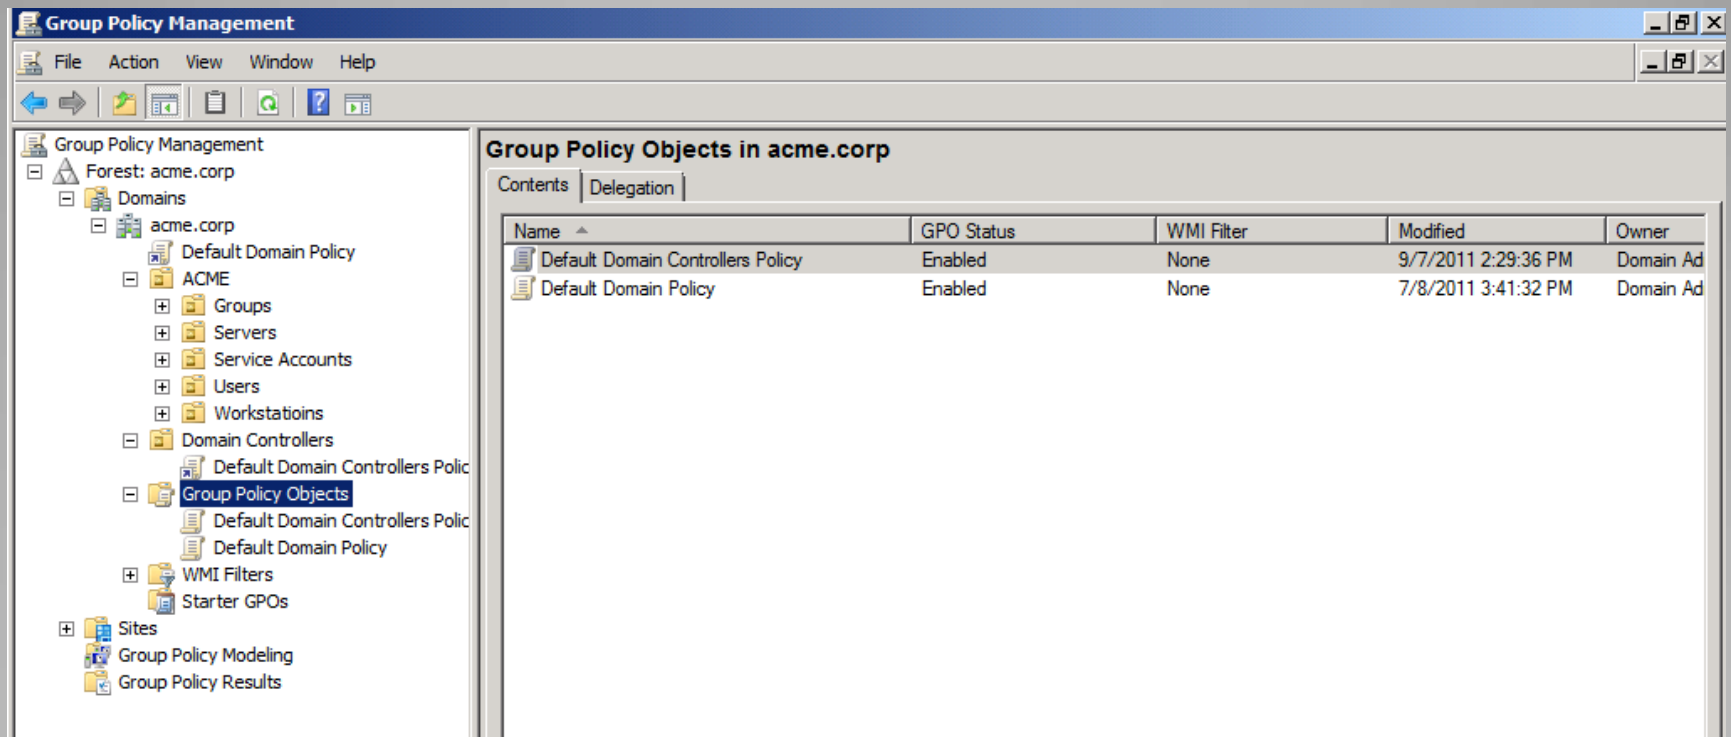 Group Policy Management
File Action View Window Help
Group Policy Management
Forest: acme.corp
Domains
acme.corp
Default Domain Policy
ACME
Groups
Servers
Service Accounts
Users
Workstatioins
Domain Controllers
Default Domain Controllers Polic
Group Policy Objects
Default Domain Controllers Polic
Default Domain Policy
WMI Filters
Starter GPOs
Sites
Group Policy Modeling
Group Policy Results
Group Policy Objects in acme.corp
Contents Delegation
Name GPO Status WMI Filter Modified Owner
Default Domain Controllers Policy Enabled None 9/7/2011 2:29:36 PM Domain Ad
Default Domain Policy Enabled None 7/8/2011 3:41:32 PM Domain Ad